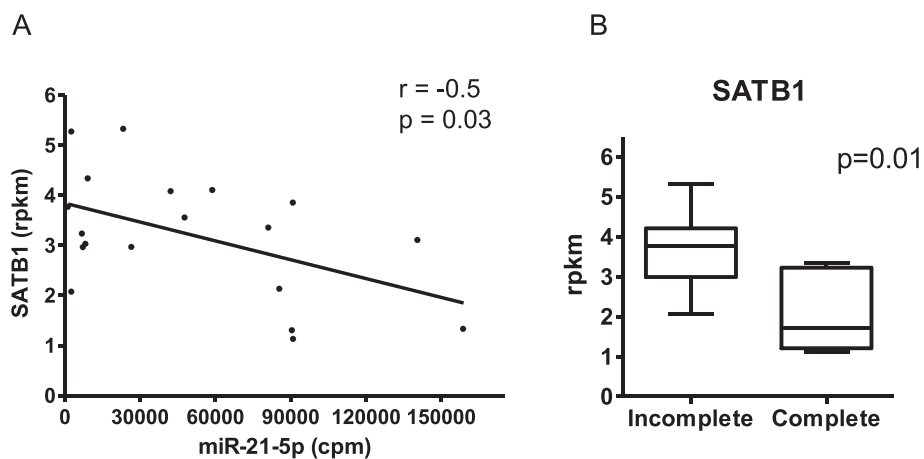 A
r = -0.5
p = 0.03
SATB1 (rpkm)
6
5
4
3
2
1
0
0 30000 60000 90000 120000 150000
miR-21-5p (cpm)
B
SATB1
p=0.01
rpkm
6
5
4
3
2
1
0
Incomplete Complete